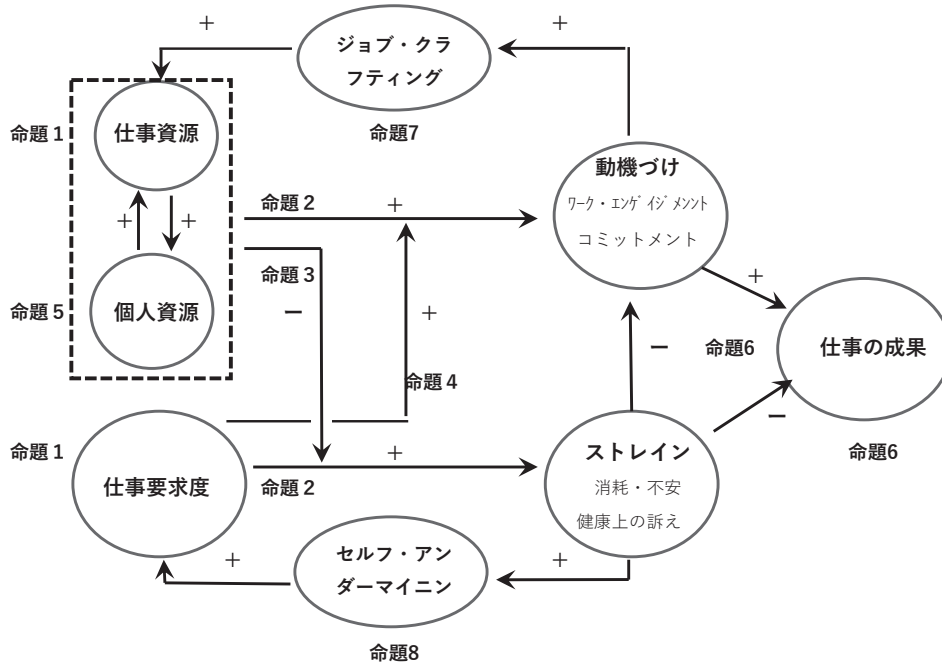 +
ジョブ・クラ
フティング
+
命題7
命題 1
仕事資源
+
+
命題 5
個人資源
命題 2
+
命題 3
ー
+
命題 4
動機づけ
ワーク・エンゲイジメント
コミットメント
+
ー
命題6
仕事の成果
ー
命題6
命題 1
仕事要求度
+
命題 2
ストレイン
消耗・不安
健康上の訴え
+
セルフ・アン
ダーマイニン
+
命題8